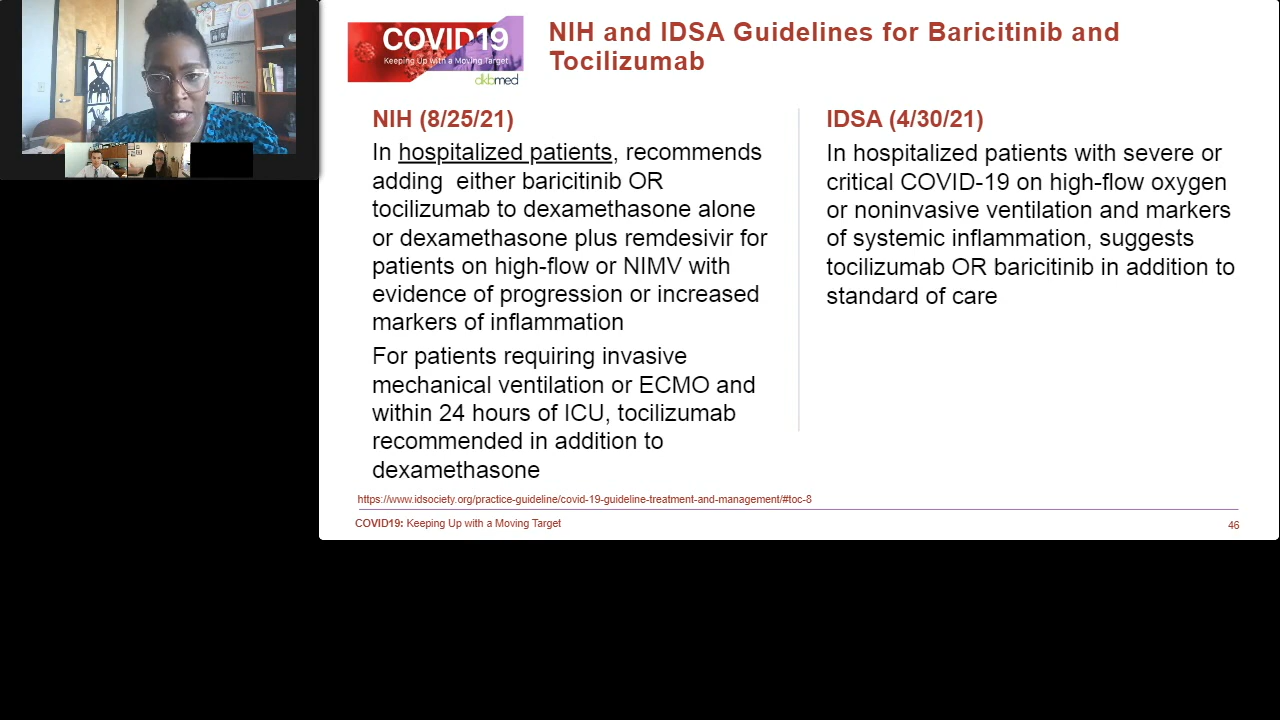 COVID19
Keeping Up with a Moving Target
dkbmed
NIH and IDSA Guidelines for Baricitinib and
Tocilizumab
NIH (8/25/21)
In hospitalized patients, recommends
adding  either baricitinib OR
tocilizumab to dexamethasone alone
or dexamethasone plus remdesivir for
patients on high-flow or NIMV with
evidence of progression or increased
markers of inflammation
For patients requiring invasive
mechanical ventilation or ECMO and
within 24 hours of ICU, tocilizumab
recommended in addition to
dexamethasone
IDSA (4/30/21)
In hospitalized patients with severe or
critical COVID-19 on high-flow oxygen
or noninvasive ventilation and markers
of systemic inflammation, suggests
tocilizumab OR baricitinib in addition to
standard of care
https://www.idsociety.org/practice-guideline/covid-19-guideline-treatment-and-management/#toc-8
COVID19: Keeping Up with a Moving Target
46